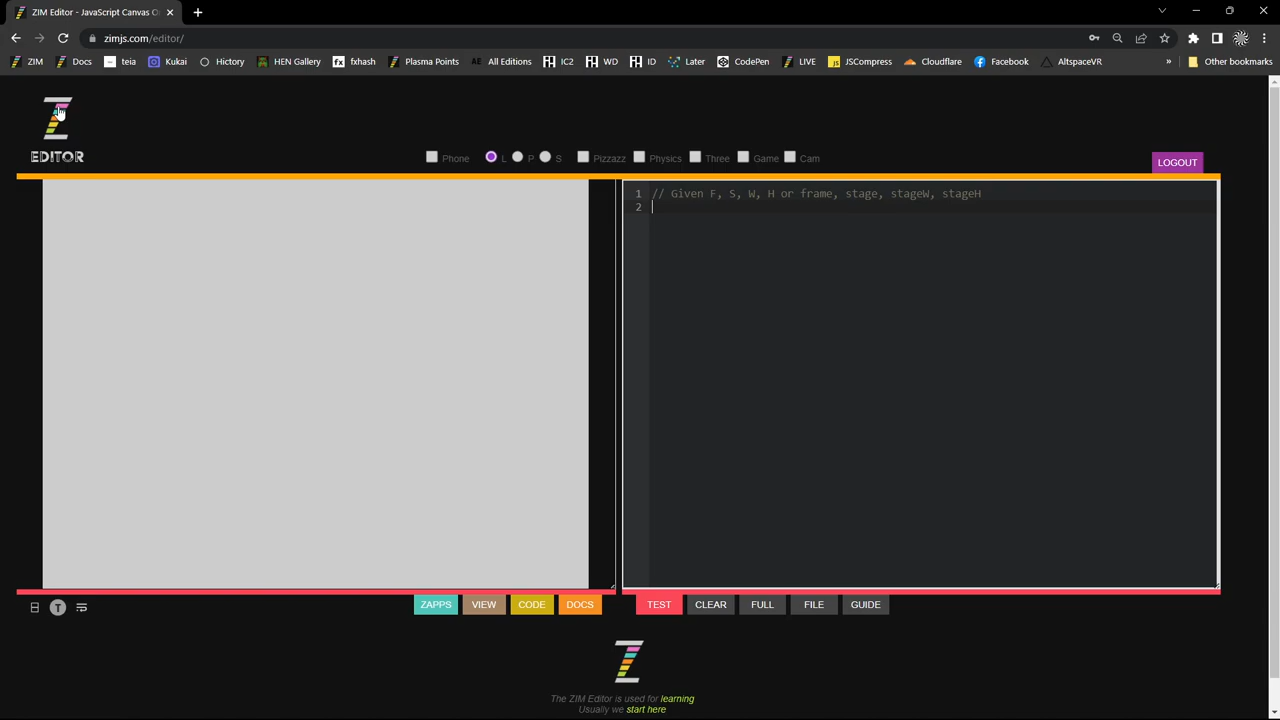 ZIM Editor - JavaScript Canvas O
zimjs.com/editor/
ZIM Docs teia Kukai Hictory HEN Gallery fxhash Plasma Points All Editions IC2 WD ID Later CodePen LIVE JSCompress Cloudflare Facebook AltspaceVR » Other bookmarks
EDITOR
Phone L P S Pizzazz Physics Three Game Cam
LOGOUT
1 // Given F, S, W, H or frame, stage, stageW, stageH
2
T ZAPPS VIEW CODE DOCS TEST CLEAR FULL FILE GUIDE
The ZIM Editor is used for learning
Usually we start here